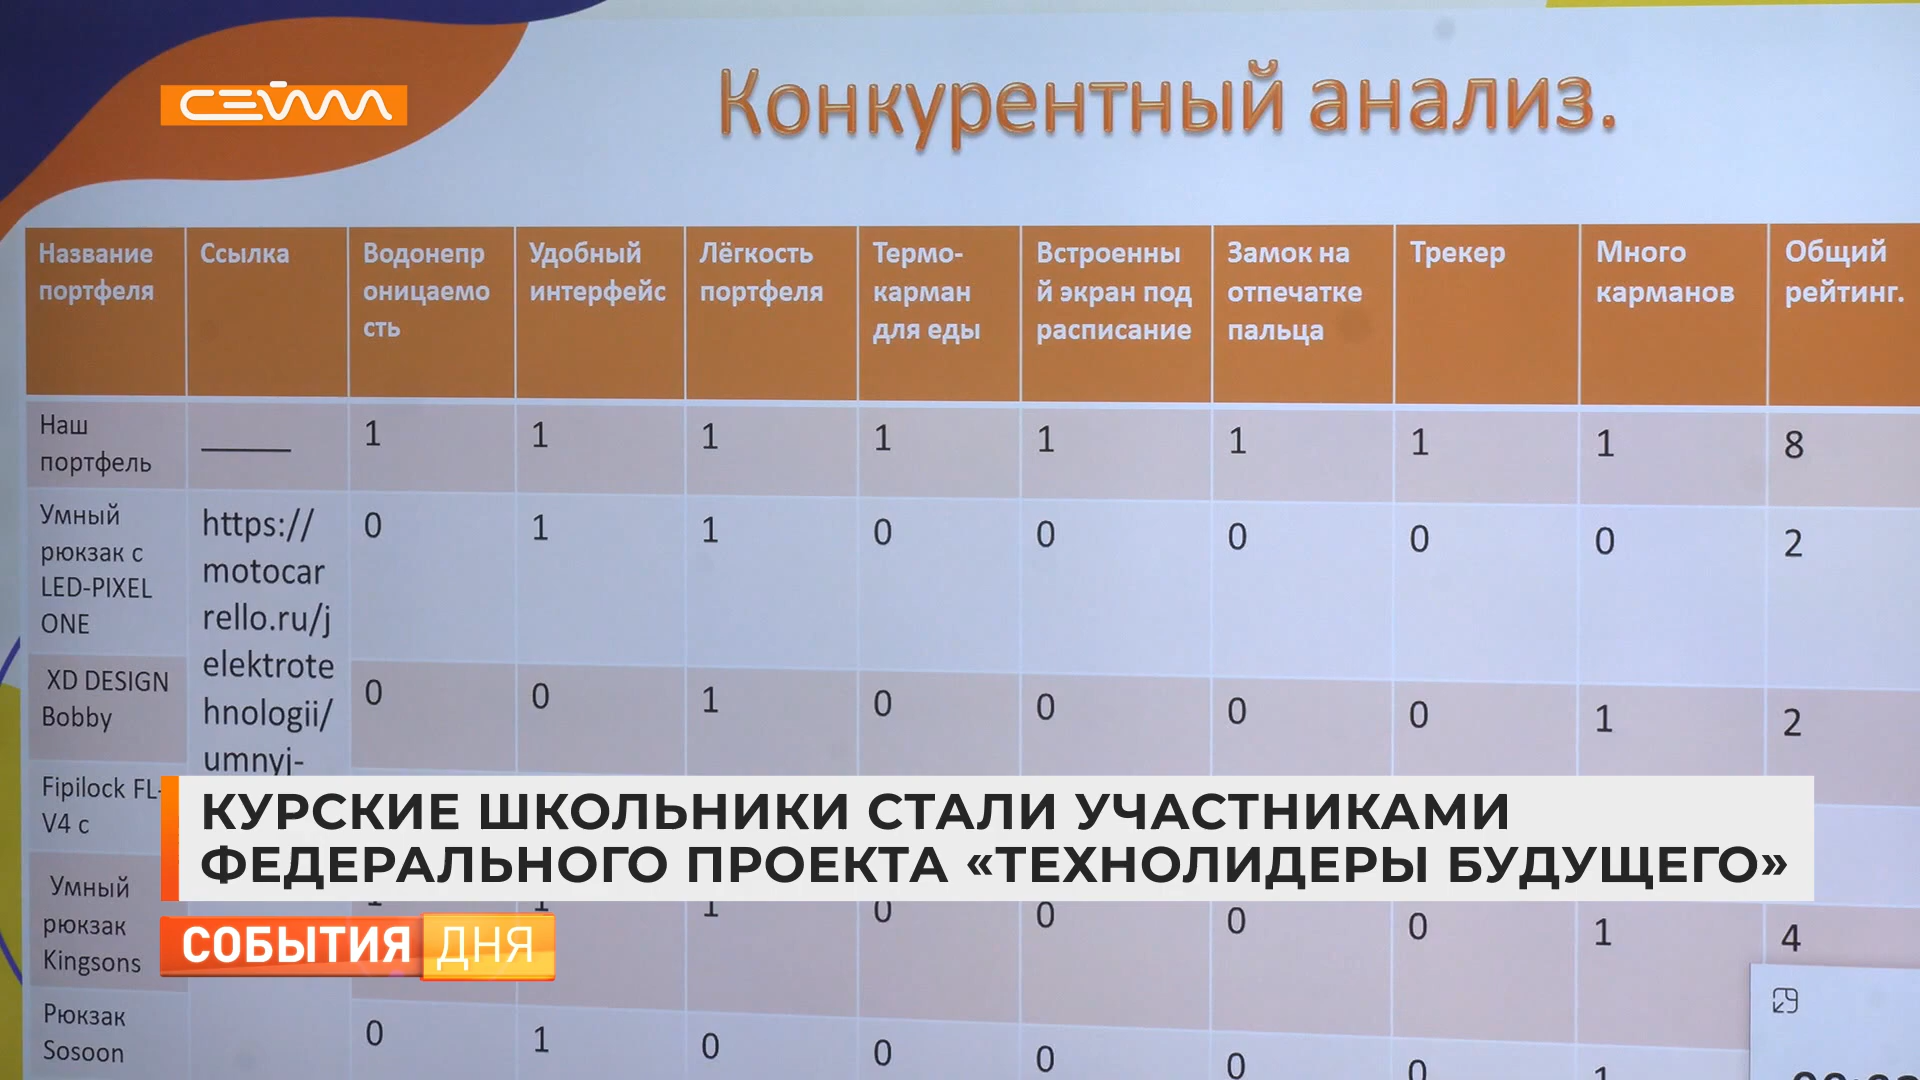 СЕЙМ
Конкурентный анализ.
Название
портфеля
Ссылка
Водонепр
оницаемо
сть
Удобный
интерфейс
Лёгкость
портфеля
Термо-
карман
для еды
Встроенны
й экран под
расписание
Замок на
отпечатке
пальца
Трекер
Много
карманов
Общий
рейтинг.
Наш
портфель
______
1 1 1 1 1 1 1 1 8
Умный
рюкзак с
LED-PIXEL
ONE
https://
motocar
rello.ru/j
elektrote
hnologii/
umnyj-
0 1 1 0 0 0 0 0 2
XD DESIGN
Bobby
0 0 1 0 0 0 0 1 2
Fipilock FL-
V4 с
КУРСКИЕ ШКОЛЬНИКИ СТАЛИ УЧАСТНИКАМИ
ФЕДЕРАЛЬНОГО ПРОЕКТА «ТЕХНОЛИДЕРЫ БУДУЩЕГО»
Умный
рюкзак
Kingsons
1 1 1 0 0 0 0 1 4
СОБЫТИЯ ДНЯ
Рюкзак
Sosoon
0 1 0 0 0 0 0 1